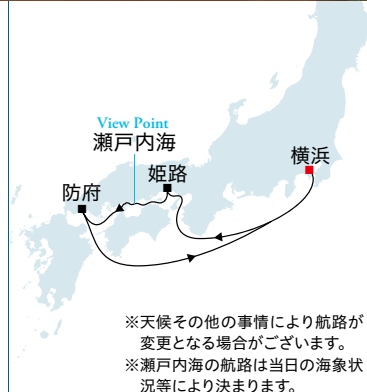 View Point
瀬戸内海
姫路
横浜
防府
※天候その他の事情により航路が
変更となる場合がございます。
※瀬戸内海の航路は当日の海象状
況等により決まります。